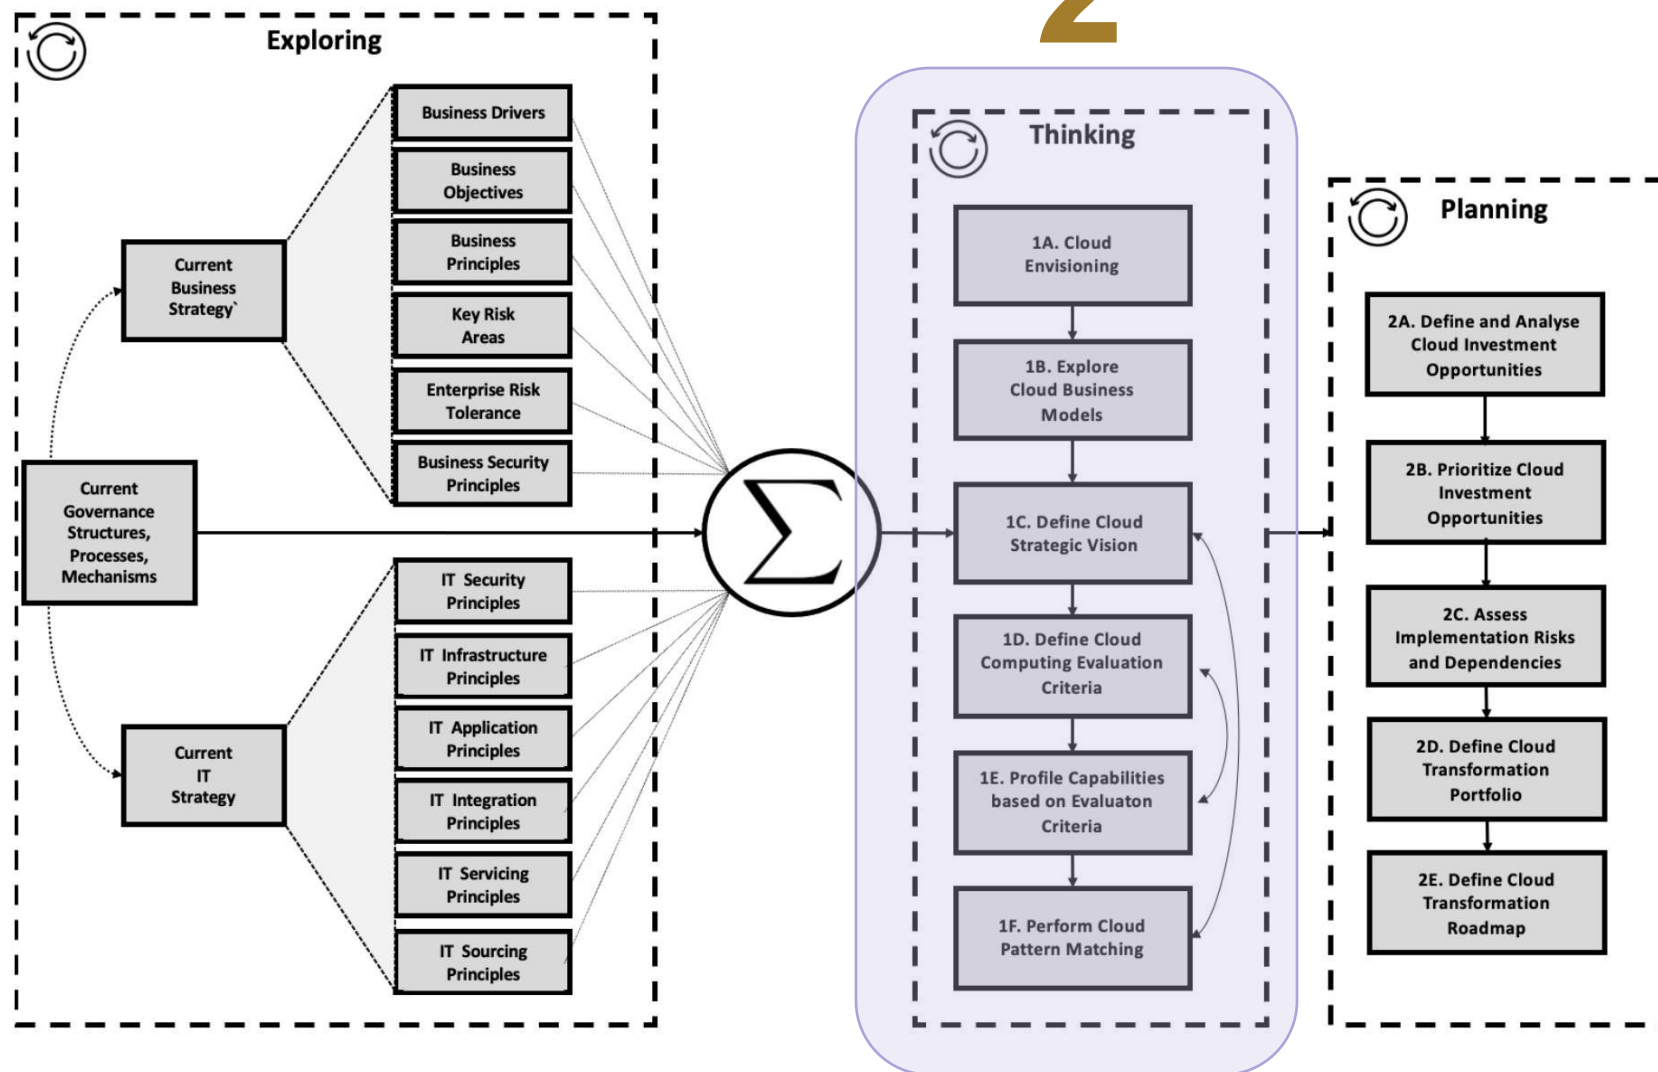 Exploring
Current
Business
Strategy`
Current
Governance
Structures,
Processes,
Mechanisms
Current
IT
Strategy
Business Drivers
Business
Objectives
Business
Principles
Key Risk
Areas
Enterprise Risk
Tolerance
Business Security
Principles
IT Security
Principles
IT Infrastructure
Principles
IT Application
Principles
IT Integration
Principles
IT Servicing
Principles
IT Sourcing
Principles
Σ
2
Thinking
1A. Cloud
Envisioning
1B. Explore
Cloud Business
Models
1C. Define Cloud
Strategic Vision
1D. Define Cloud
Computing Evaluation
Criteria
1E. Profile Capabilities
based on Evaluaton
Criteria
1F. Perform Cloud
Pattern Matching
Planning
2A. Define and Analyse
Cloud Investment
Opportunities
2B. Prioritize Cloud
Investment
Opportunities
2C. Assess
Implementation Risks
and Dependencies
2D. Define Cloud
Transformation
Portfolio
2E. Define Cloud
Transformation
Roadmap